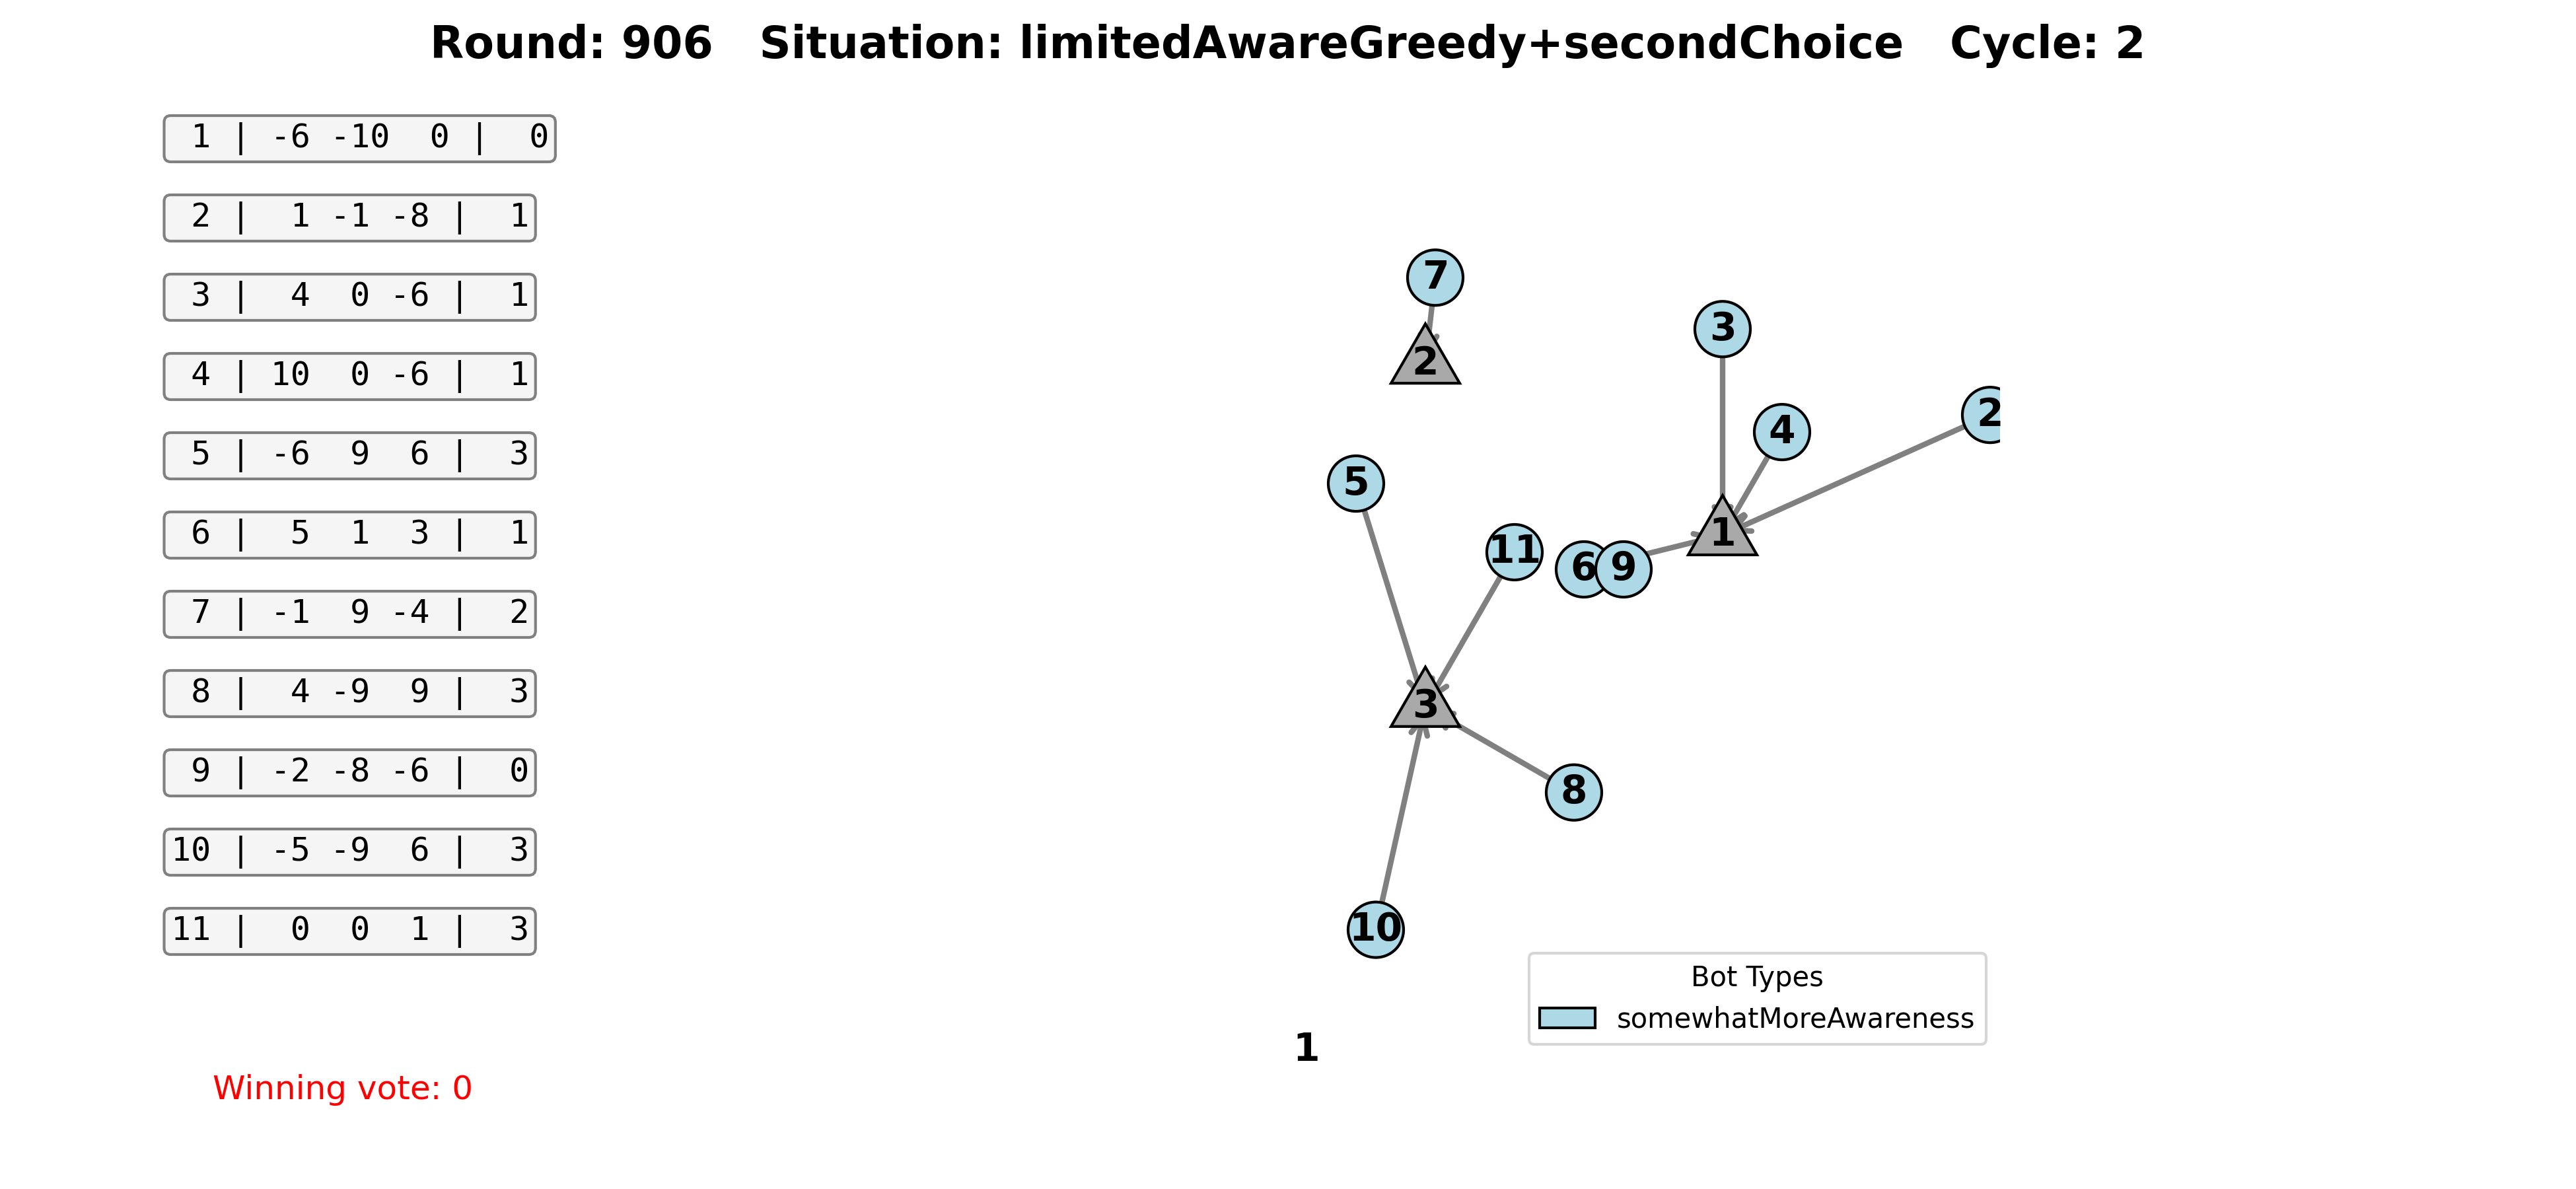 Round: 906   Situation: limitedAwareGreedy+secondChoice   Cycle: 2
1 | -6 -10  0 |  0
2 |  1 -1 -8 |  1
3 |  4  0 -6 |  1
4 | 10  0 -6 |  1
5 | -6  9  6 |  3
6 |  5  1  3 |  1
7 | -1  9 -4 |  2
8 |  4 -9  9 |  3
9 | -2 -8 -6 |  0
10 | -5 -9  6 |  3
11 |  0  0  1 |  3
Winning vote: 0
7
2
3
4
2
5
11
6
9
1
3
8
10
1
Bot Types
somewhatMoreAwareness